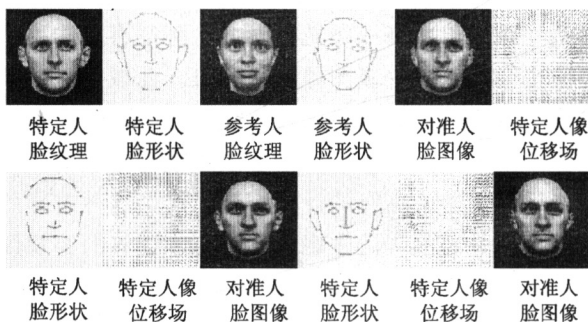 特定人 特定人 参考人 参考人 对准人 特定人像
脸纹理 脸形状 脸纹理 脸形状 脸图像 位移场
特定人 特定人像 对准人 特定人 特定人像 对准人
脸形状 位移场 脸图像 脸形状 位移场 脸图像